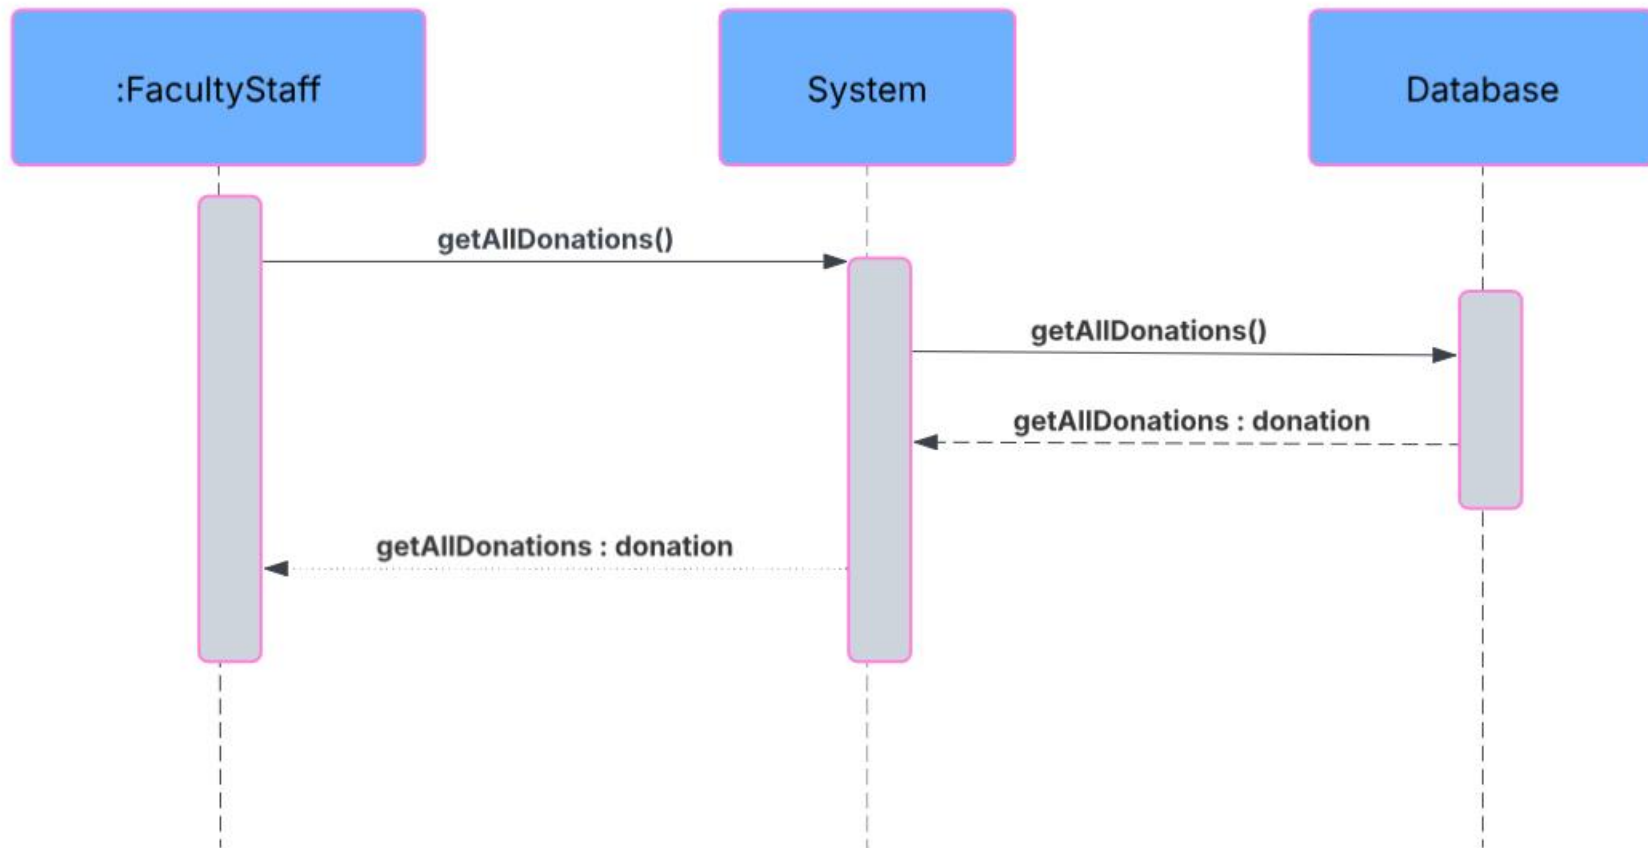 :FacultyStaff
System
Database
getAllDonations()
getAllDonations()
getAllDonations : donation
getAllDonations : donation